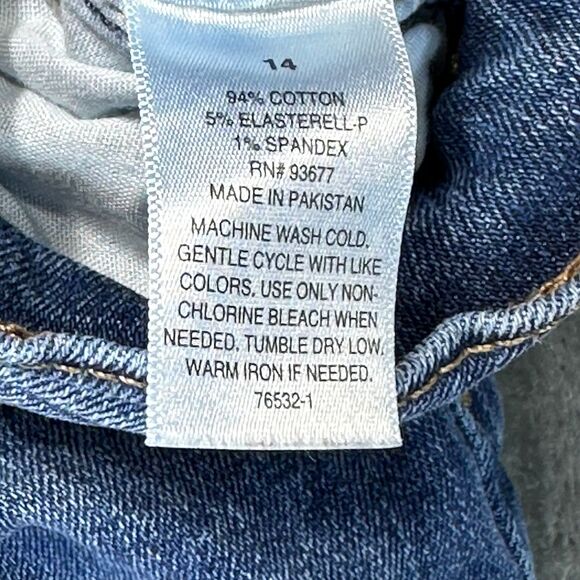 14
94% COTTON
5% ELASTERELL-P
1% SPANDEX
RN# 93677
MADE IN PAKISTAN
MACHINE WASH COLD,
GENTLE CYCLE WITH LIKE
COLORS. USE ONLY NON-
CHLORINE BLEACH WHEN
NEEDED. TUMBLE DRY LOW.
WARM IRON IF NEEDED.
76532-1